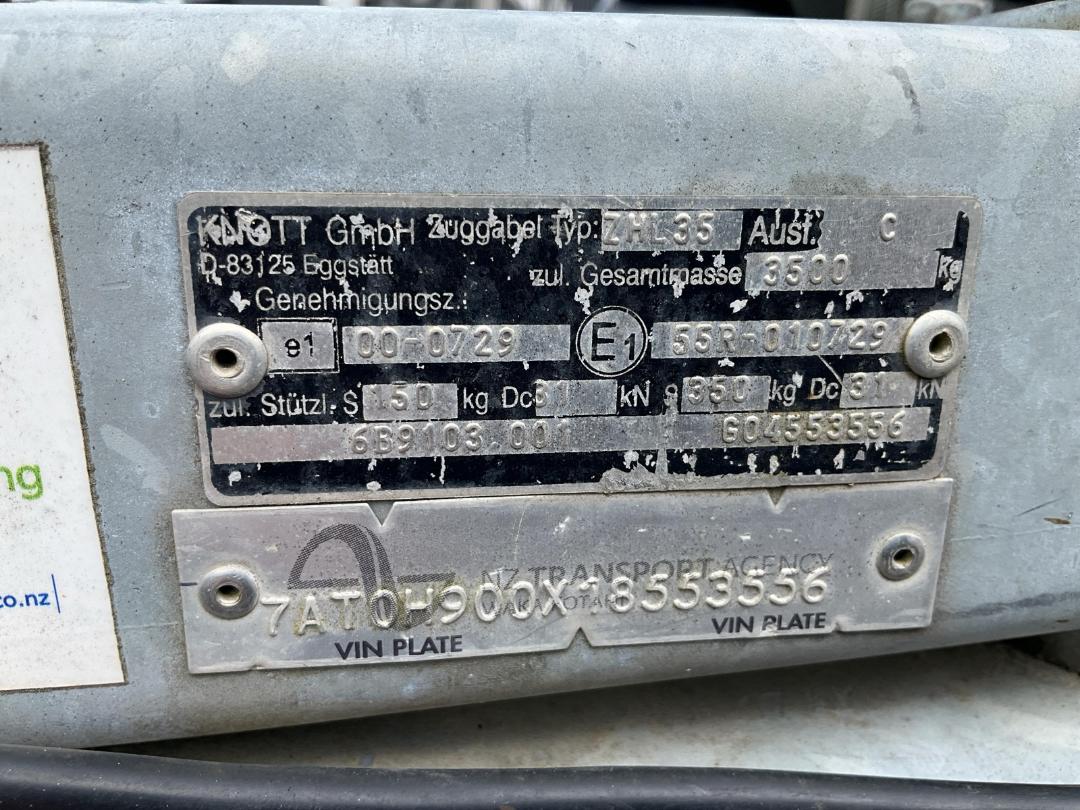 KNOTT GmbH Zuggabel Typ: ZHL35 Ausf. C
D-83125 Eggstätt zul. Gesamtmasse 3500 kg
Genehmigungsz.:
e1 00-0729 E1 55R-010729
zul. Stützl. S 150 kg Dc 31 kN S 350 kg Dc 31 kN
6B9103.001 G04553556
NZ TRANSPORT AGENCY
WAKA KOTAHI
7AT0H900X18553556
VIN PLATE VIN PLATE
ng
co.nz